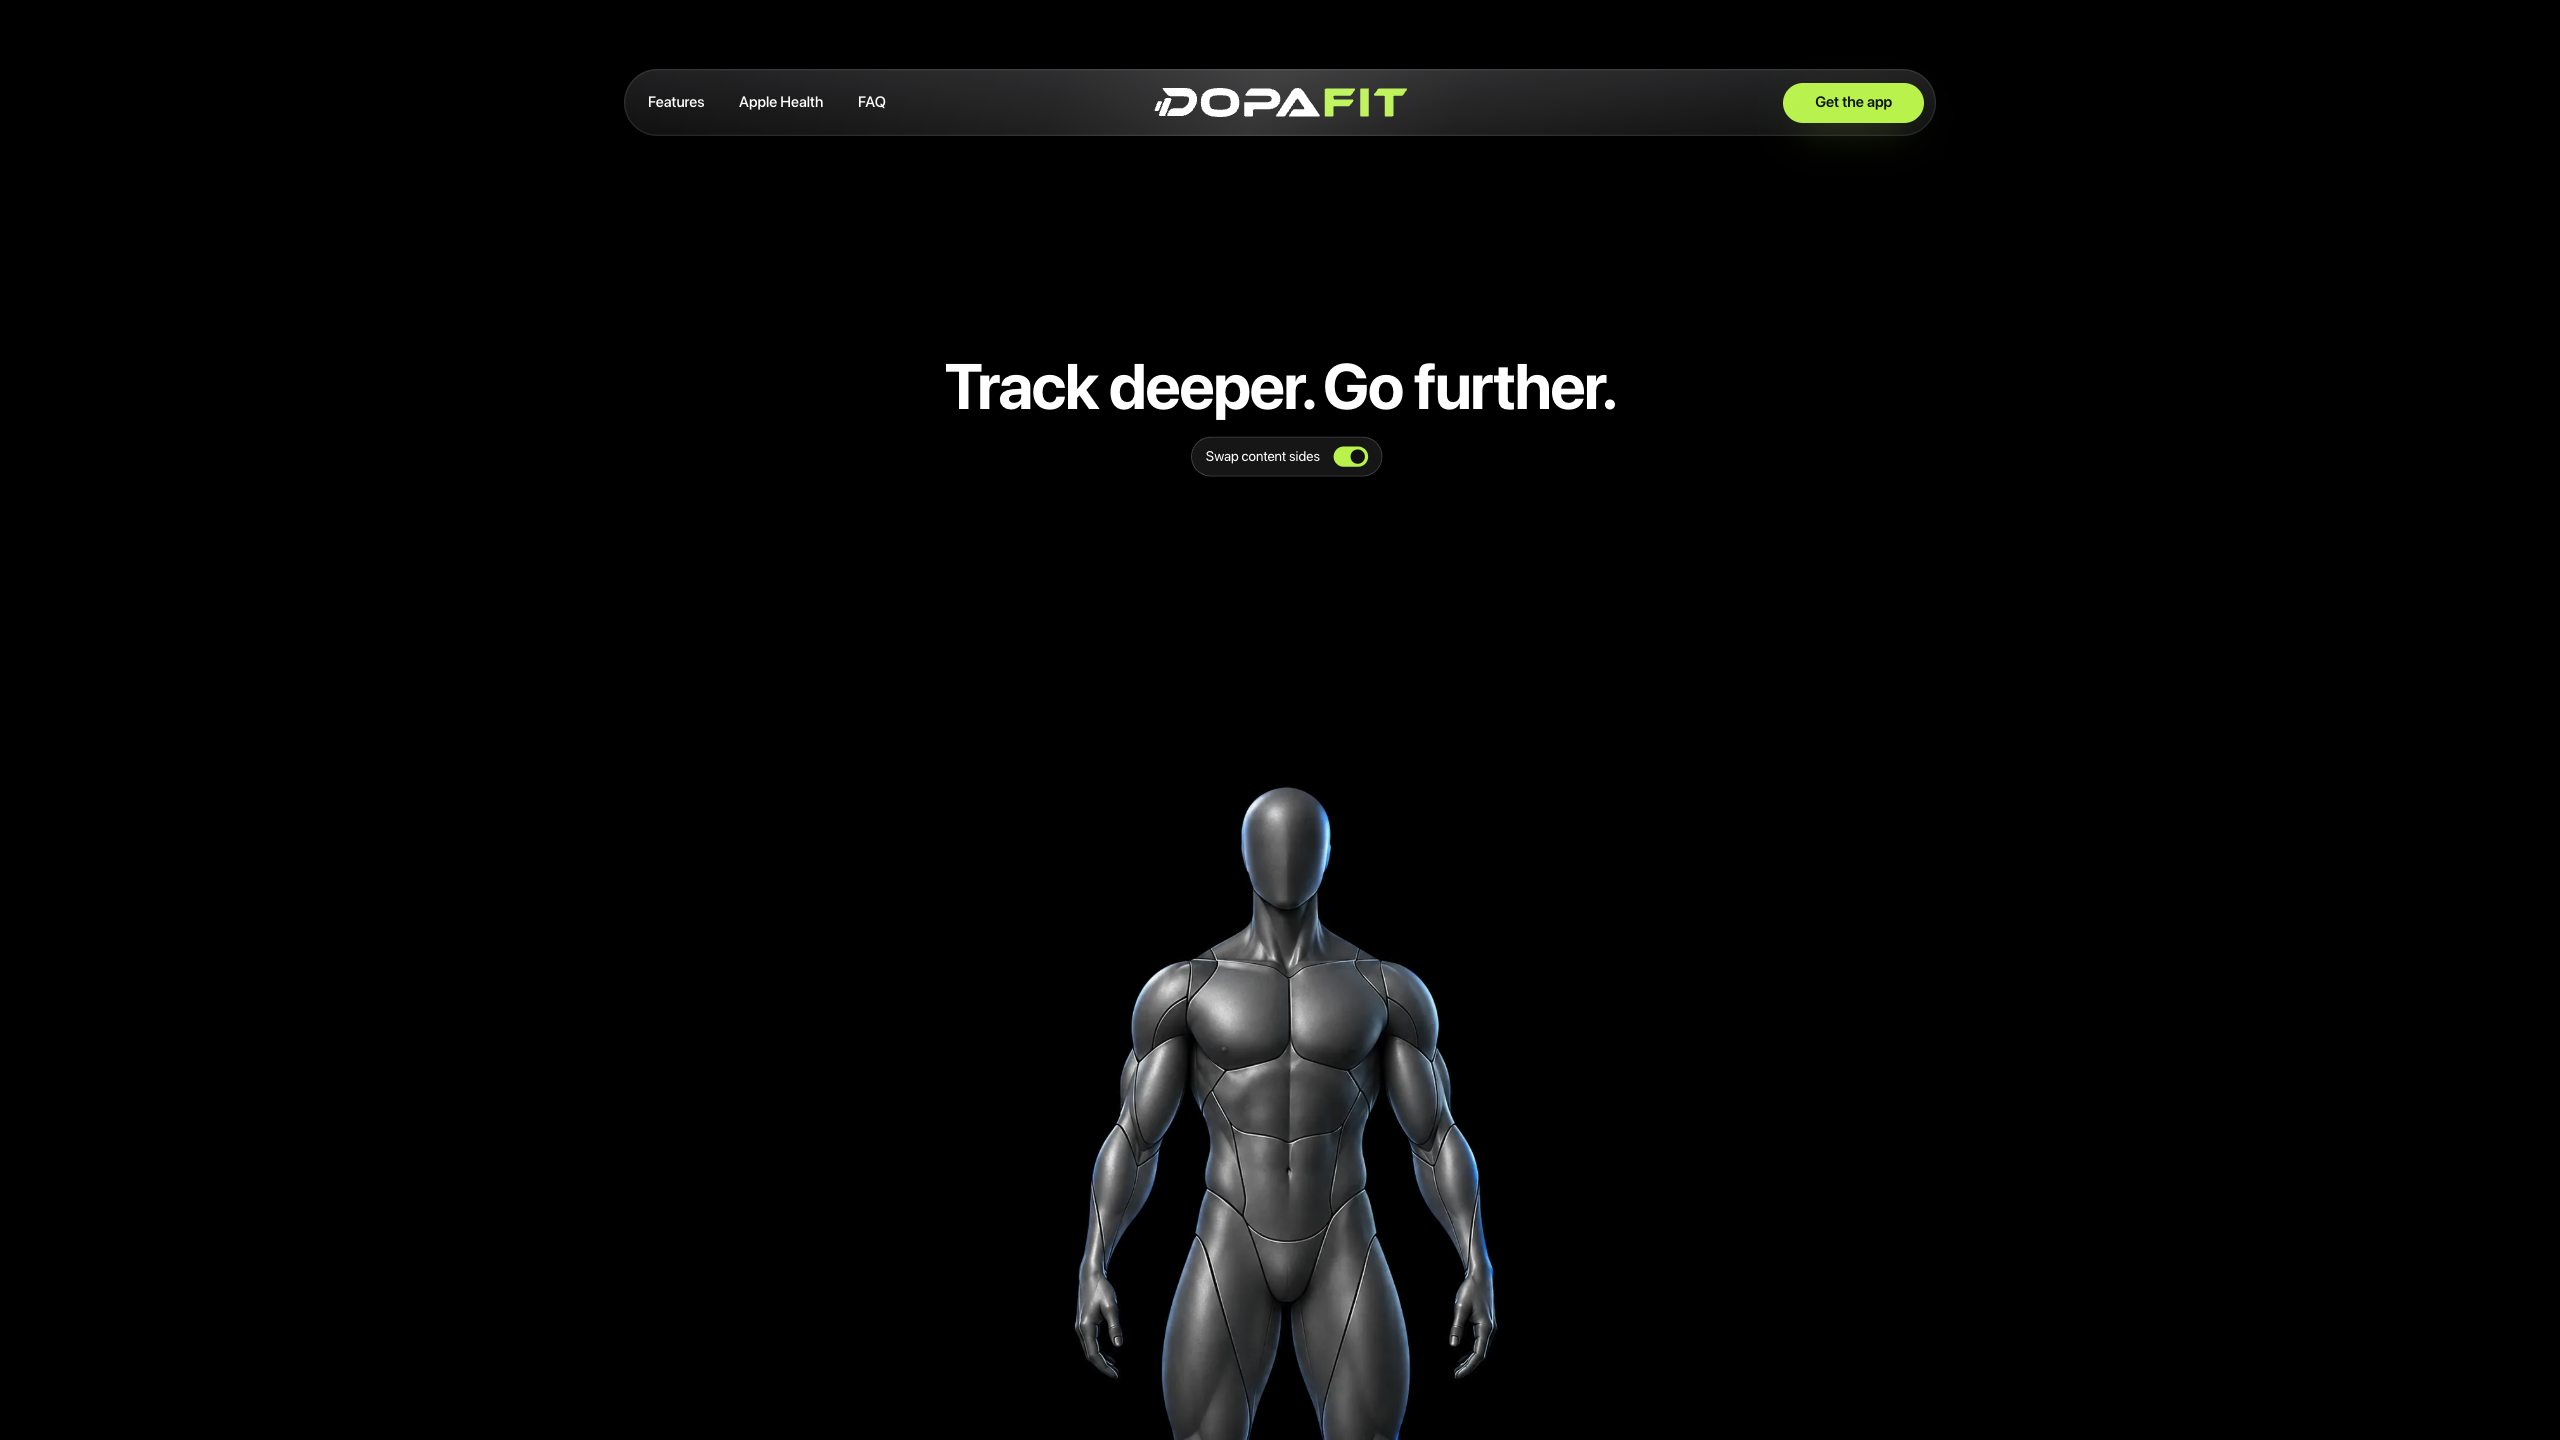 Features
Apple Health
FAQ
DOPAFIT
Get the app
Track deeper. Go further.
Swap content sides